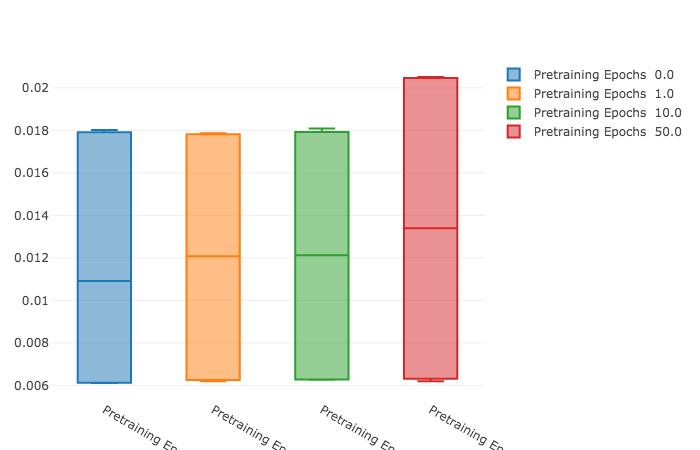 0.02
0.018
0.016
0.014
0.012
0.01
0.008
0.006
Pretraining Ep
Pretraining Ep
Pretraining Ep
Pretraining Ep
Pretraining Epochs 0.0
Pretraining Epochs 1.0
Pretraining Epochs 10.0
Pretraining Epochs 50.0